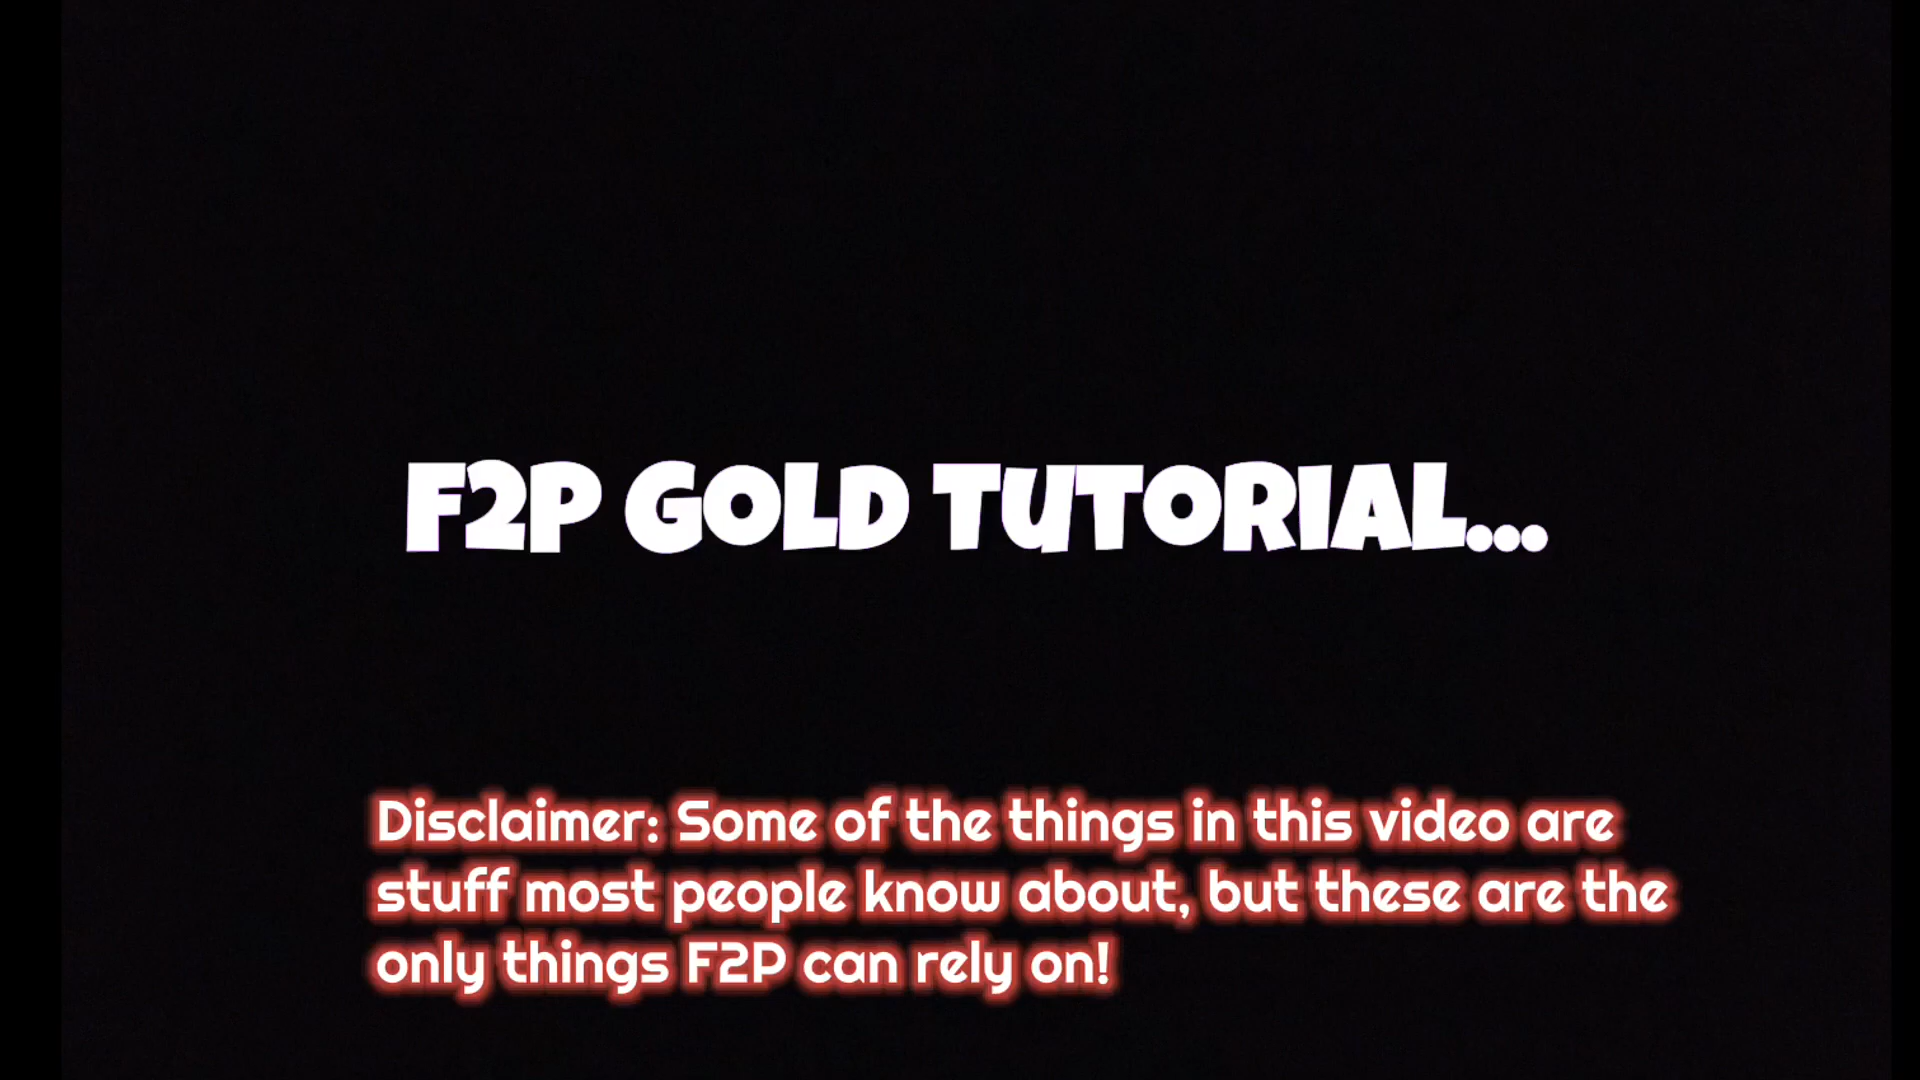 F2P GOLD TUTORIAL...
Disclaimer: Some of the things in this video are
stuff most people know about, but these are the
only things F2P can rely on!